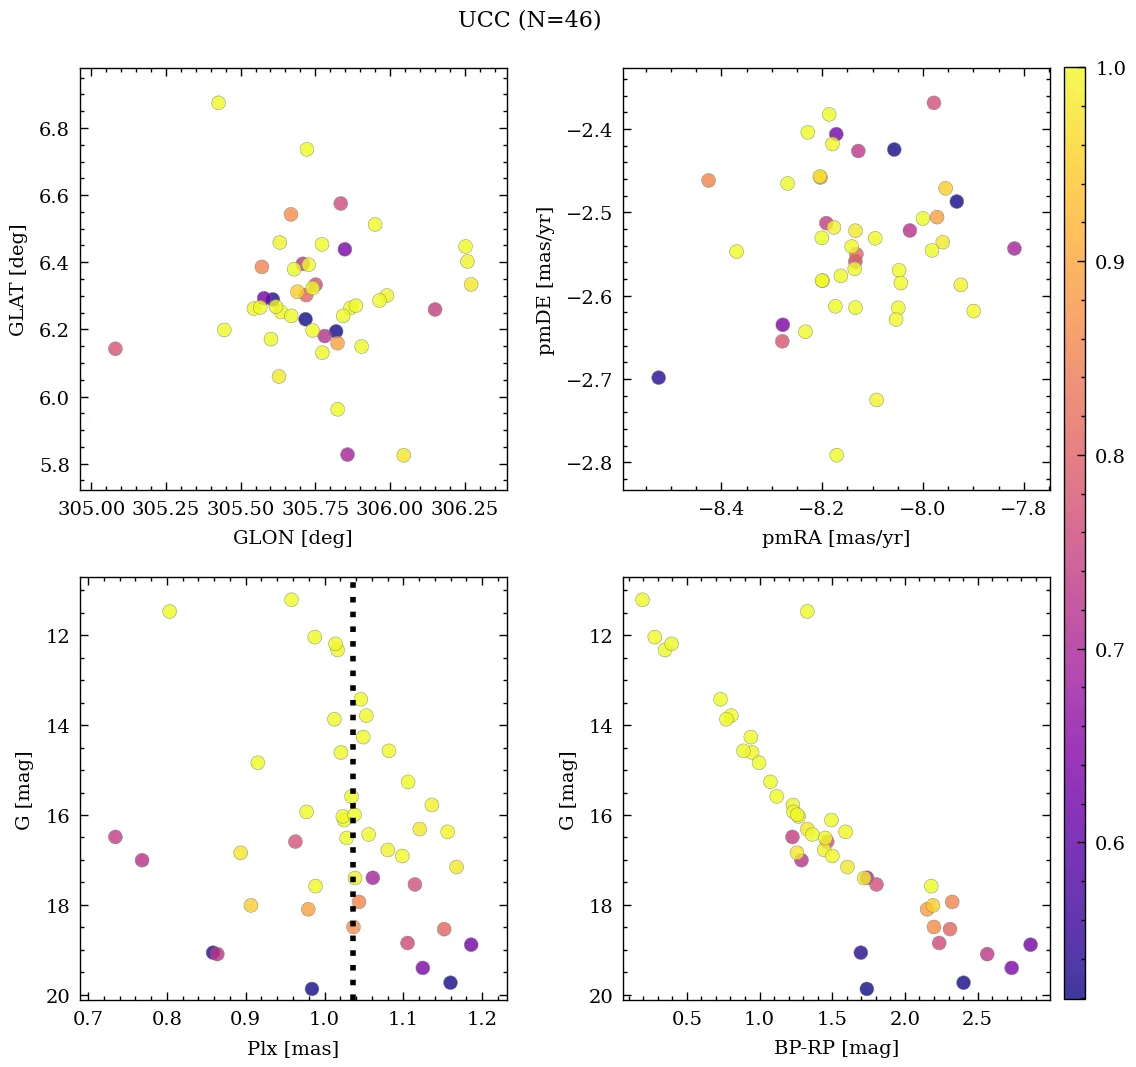 UCC (N=46)
6.8
6.6
6.4
6.2
6.0
5.8
GLAT [deg]
305.00 305.25 305.50 305.75 306.00 306.25
GLON [deg]
−2.4
−2.5
−2.6
−2.7
−2.8
pmDE [mas/yr]
−8.4 −8.2 −8.0 −7.8
pmRA [mas/yr]
1.0
0.9
0.8
0.7
0.6
12
14
16
18
20
G [mag]
0.7 0.8 0.9 1.0 1.1 1.2
Plx [mas]
12
14
16
18
20
G [mag]
0.5 1.0 1.5 2.0 2.5
BP-RP [mag]